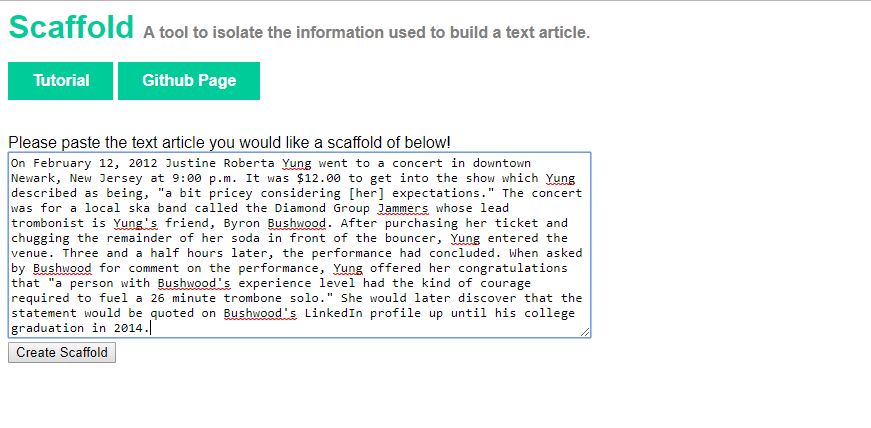 Scaffold A tool to isolate the information used to build a text article.
Tutorial Github Page
Please paste the text article you would like a scaffold of below!
On February 12, 2012 Justine Roberta Yung went to a concert in downtown
Newark, New Jersey at 9:00 p.m. It was $12.00 to get into the show which Yung
described as being, "a bit pricey considering [her] expectations." The concert
was for a local ska band called the Diamond Group Jammers whose lead
trombonist is Yung's friend, Byron Bushwood. After purchasing her ticket and
chugging the remainder of her soda in front of the bouncer, Yung entered the
venue. Three and a half hours later, the performance had concluded. When asked
by Bushwood for comment on the performance, Yung offered her congratulations
that "a person with Bushwood's experience level had the kind of courage
required to fuel a 26 minute trombone solo." She would later discover that the
statement would be quoted on Bushwood's LinkedIn profile up until his college
graduation in 2014.
Create Scaffold